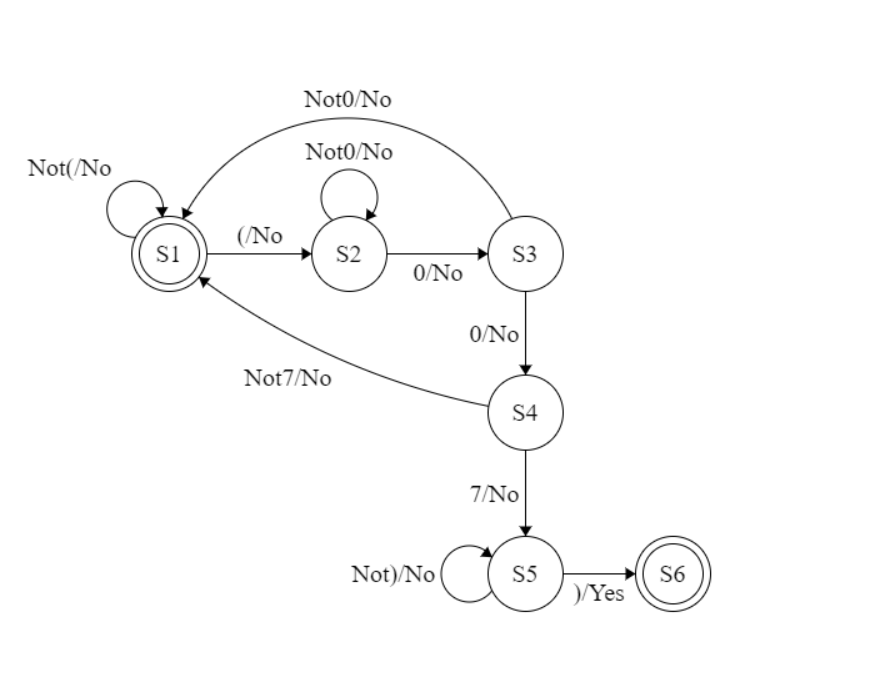 Not0/No
Not0/No
Not(/No
(/No
S1
S2
S3
0/No
0/No
Not7/No
S4
7/No
Not)/No
S5
S6
)/Yes